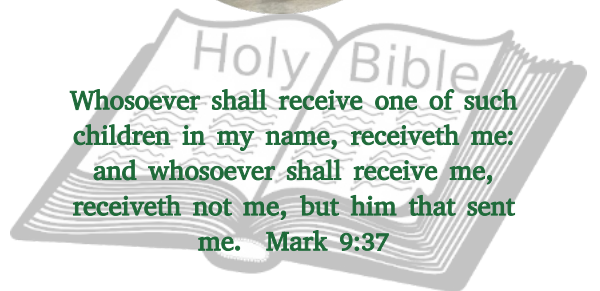 Holy Bible
Whosoever shall receive one of such
children in my name, receiveth me:
and whosoever shall receive me,
receiveth not me, but him that sent
me. Mark 9:37